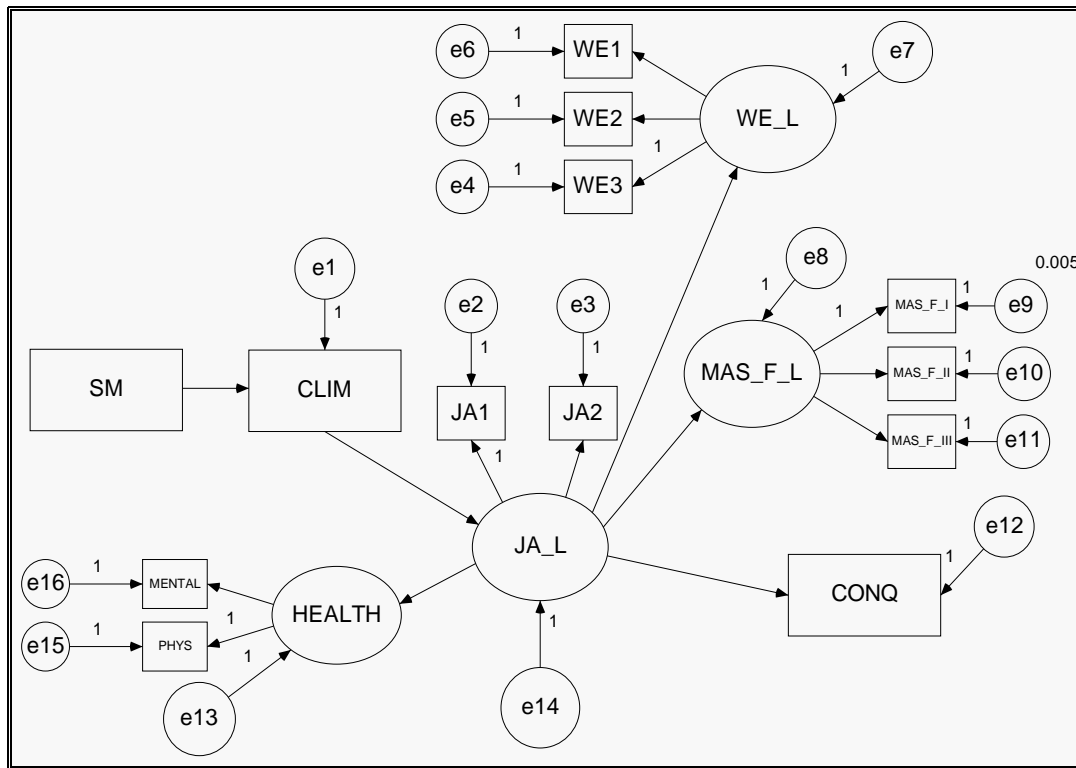 e6
1
WE1
e7
1
WE_L
e5
1
WE2
e4
1
WE3
1
e1
1
e2
1
e3
1
e8
1
0.005
MAS_F_I
1
e9
1
SM
CLIM
JA1
1
JA2
MAS_F_L
MAS_F_II
1
e10
MAS_F_III
1
e11
JA_L
e12
1
CONQ
e16
1
MENTAL
HEALTH
e15
1
PHYS
1
1
e13
1
e14